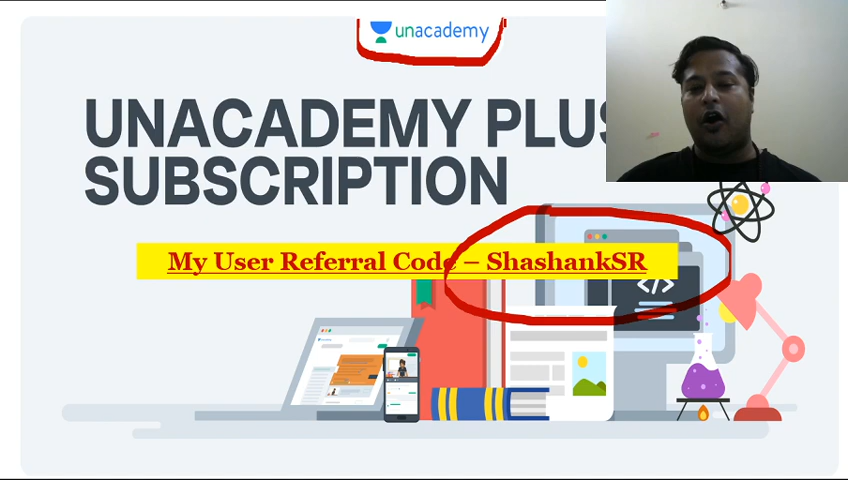 unacademy
UNACADEMY PLUS
SUBSCRIPTION
My User Referral Code – ShashankSR
</>